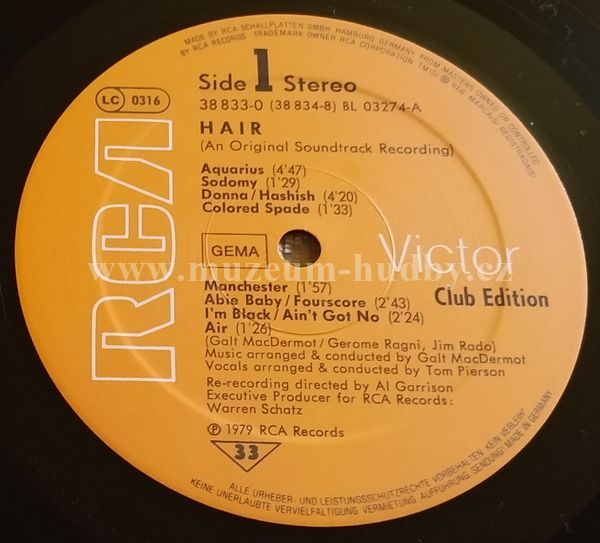 MADE BY RCA SCHALLPLATTEN GMBH HAMBURG GERMANY FROM MASTERS OWNED OR CONTROLLED
BY RCA RECORDS. TRADEMARK OWNER RCA CORPORATION TM(S) ® REG. MARCA(S) REGISTRADA(S)
Side 1 Stereo
LC 0316
38 833-0 (38 834-8) BL 03274-A
HAIR
(An Original Soundtrack Recording)
Aquarius (4'47)
Sodomy (1'29)
Donna/Hashish (4'20)
Colored Spade (1'33)
RCA
GEMA
Victor
www.muzeum-hudby.cz
Club Edition
Manchester (1'57)
Abie Baby/Fourscore (2'43)
I'm Black/Ain't Got No (2'24)
Air (1'26)
(Galt MacDermot/Gerome Ragni, Jim Rado)
Music arranged & conducted by Galt MacDermot
Vocals arranged & conducted by Tom Pierson
Re-recording directed by Al Garrison
Executive Producer for RCA Records:
Warren Schatz
℗ 1979 RCA Records
33
ALLE URHEBER- UND LEISTUNGSSCHUTZRECHTE VORBEHALTEN KEIN VERLEIH!
KEINE UNERLAUBTE VERVIELFÄLTIGUNG VERMIETUNG AUFFÜHRUNG SENDUNG! MADE IN GERMANY